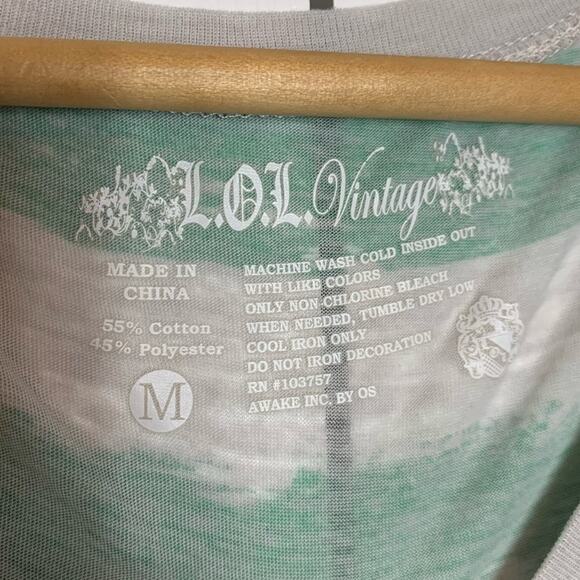 L.O.L. Vintage
MADE IN
CHINA
55% Cotton
45% Polyester
M
MACHINE WASH COLD INSIDE OUT
WITH LIKE COLORS
ONLY NON-CHLORINE BLEACH
WHEN NEEDED, TUMBLE DRY LOW
COOL IRON ONLY
DO NOT IRON DECORATION
RN #103757
AWAKE INC. BY OS